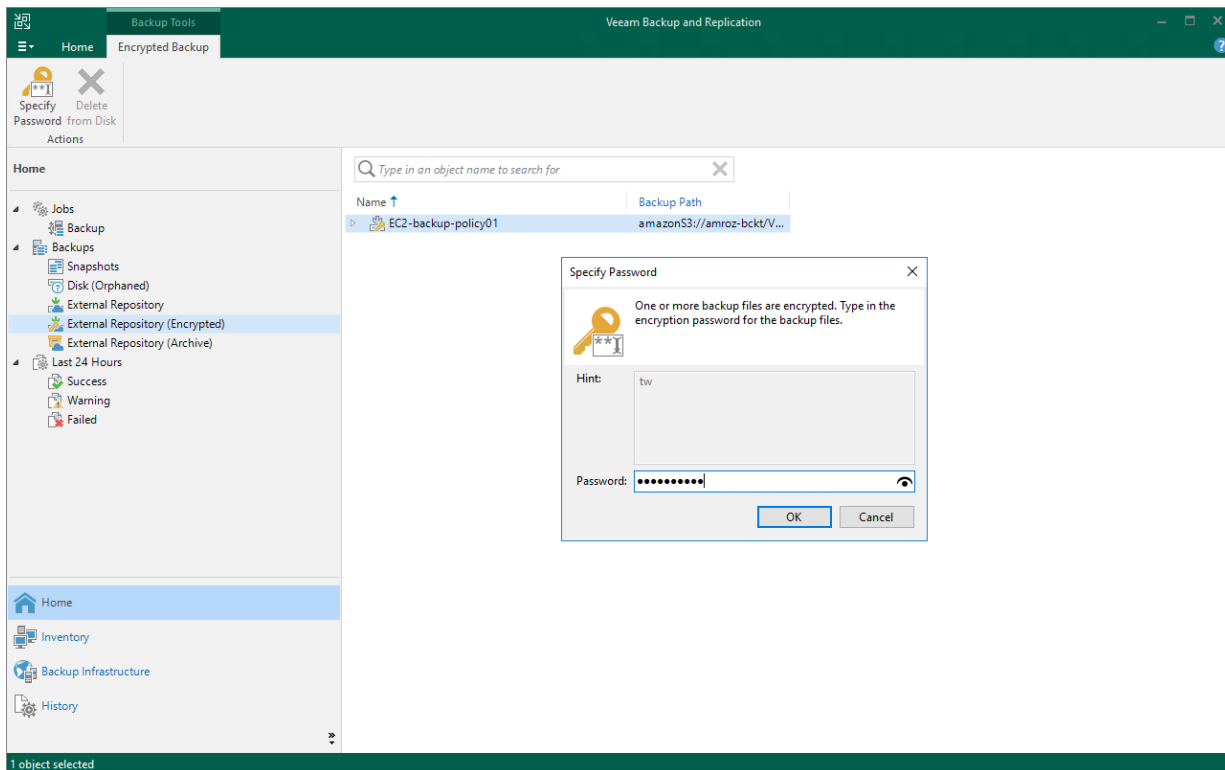 Backup Tools
Veeam Backup and Replication
Home
Encrypted Backup
Specify
Password
Delete
from Disk
Actions
Home
Jobs
Backup
Backups
Snapshots
Disk (Orphaned)
External Repository
External Repository (Encrypted)
External Repository (Archive)
Last 24 Hours
Success
Warning
Failed
Type in an object name to search for
Name
Backup Path
EC2-backup-policy01
amazonS3://amroz-bckt/V...
Specify Password
One or more backup files are encrypted. Type in the
encryption password for the backup files.
Hint:
tw
Password:
••••••••••
OK
Cancel
Home
Inventory
Backup Infrastructure
History
1 object selected